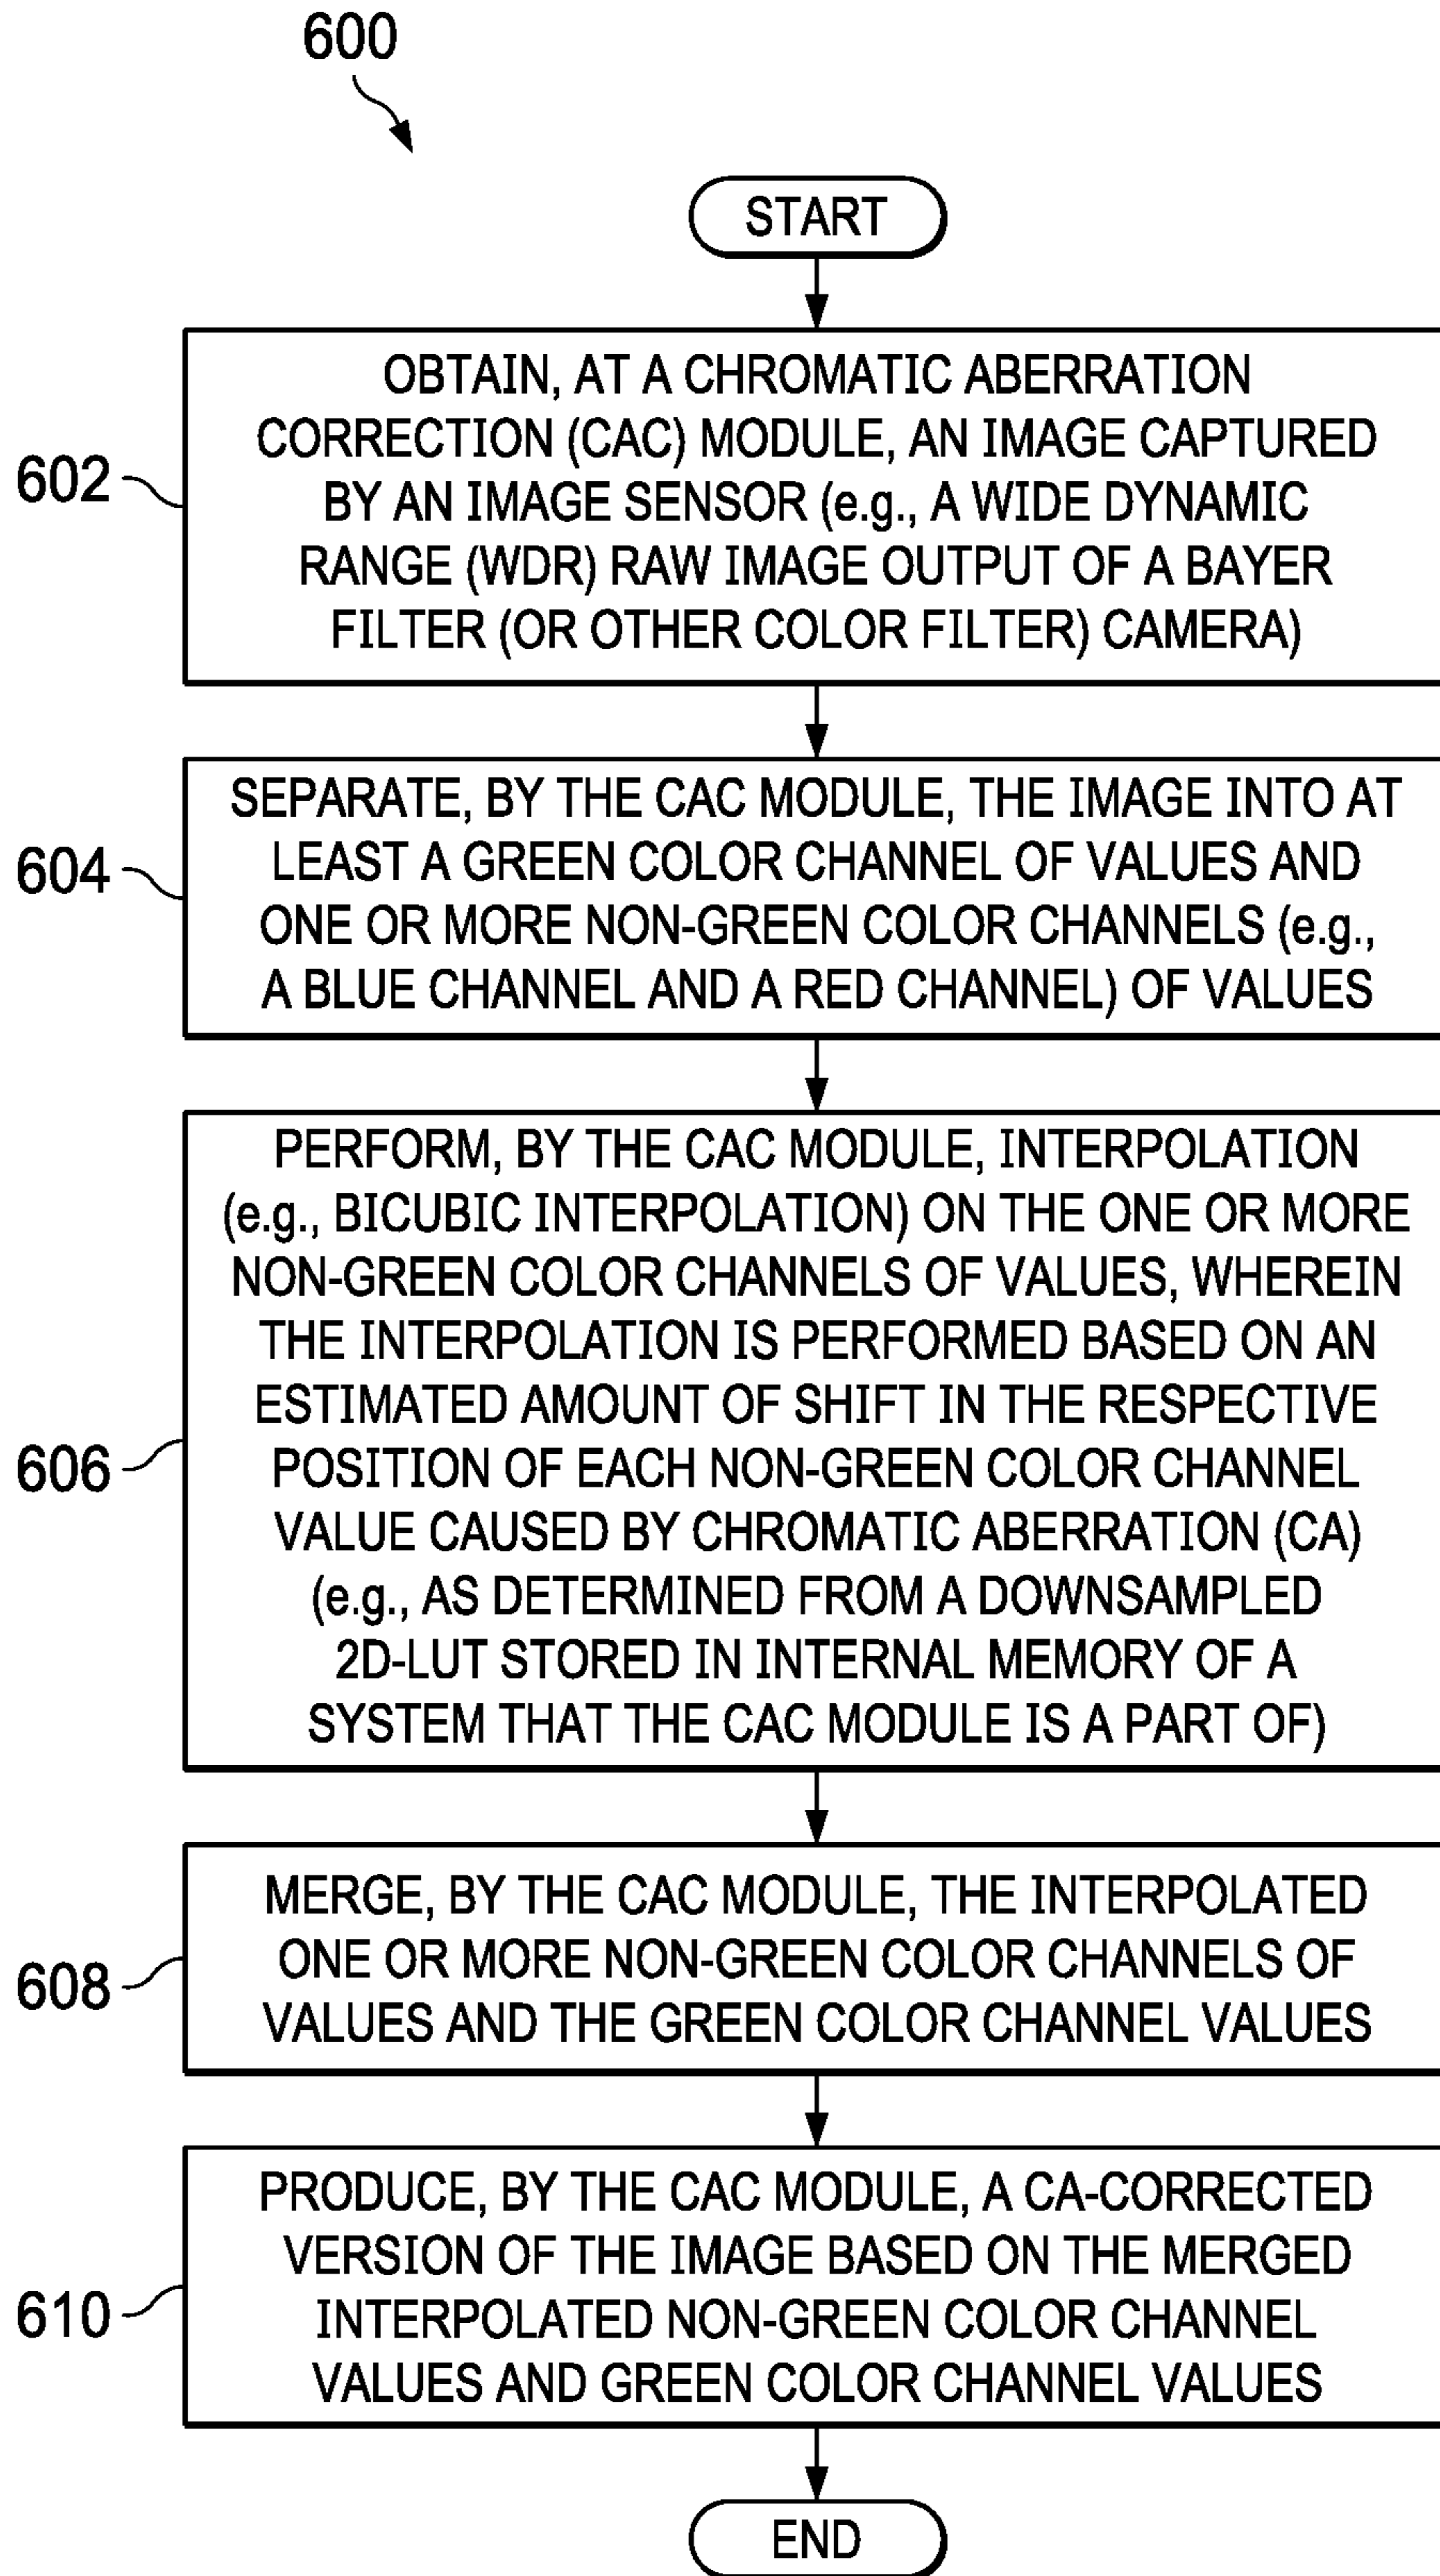 600
START
602
OBTAIN, AT A CHROMATIC ABERRATION
CORRECTION (CAC) MODULE, AN IMAGE CAPTURED
BY AN IMAGE SENSOR (e.g., A WIDE DYNAMIC
RANGE (WDR) RAW IMAGE OUTPUT OF A BAYER
FILTER (OR OTHER COLOR FILTER) CAMERA)
604
SEPARATE, BY THE CAC MODULE, THE IMAGE INTO AT
LEAST A GREEN COLOR CHANNEL OF VALUES AND
ONE OR MORE NON-GREEN COLOR CHANNELS (e.g.,
A BLUE CHANNEL AND A RED CHANNEL) OF VALUES
606
PERFORM, BY THE CAC MODULE, INTERPOLATION
(e.g., BICUBIC INTERPOLATION) ON THE ONE OR MORE
NON-GREEN COLOR CHANNELS OF VALUES, WHEREIN
THE INTERPOLATION IS PERFORMED BASED ON AN
ESTIMATED AMOUNT OF SHIFT IN THE RESPECTIVE
POSITION OF EACH NON-GREEN COLOR CHANNEL
VALUE CAUSED BY CHROMATIC ABERRATION (CA)
(e.g., AS DETERMINED FROM A DOWNSAMPLED
2D-LUT STORED IN INTERNAL MEMORY OF A
SYSTEM THAT THE CAC MODULE IS A PART OF)
608
MERGE, BY THE CAC MODULE, THE INTERPOLATED
ONE OR MORE NON-GREEN COLOR CHANNELS OF
VALUES AND THE GREEN COLOR CHANNEL VALUES
610
PRODUCE, BY THE CAC MODULE, A CA-CORRECTED
VERSION OF THE IMAGE BASED ON THE MERGED
INTERPOLATED NON-GREEN COLOR CHANNEL
VALUES AND GREEN COLOR CHANNEL VALUES
END